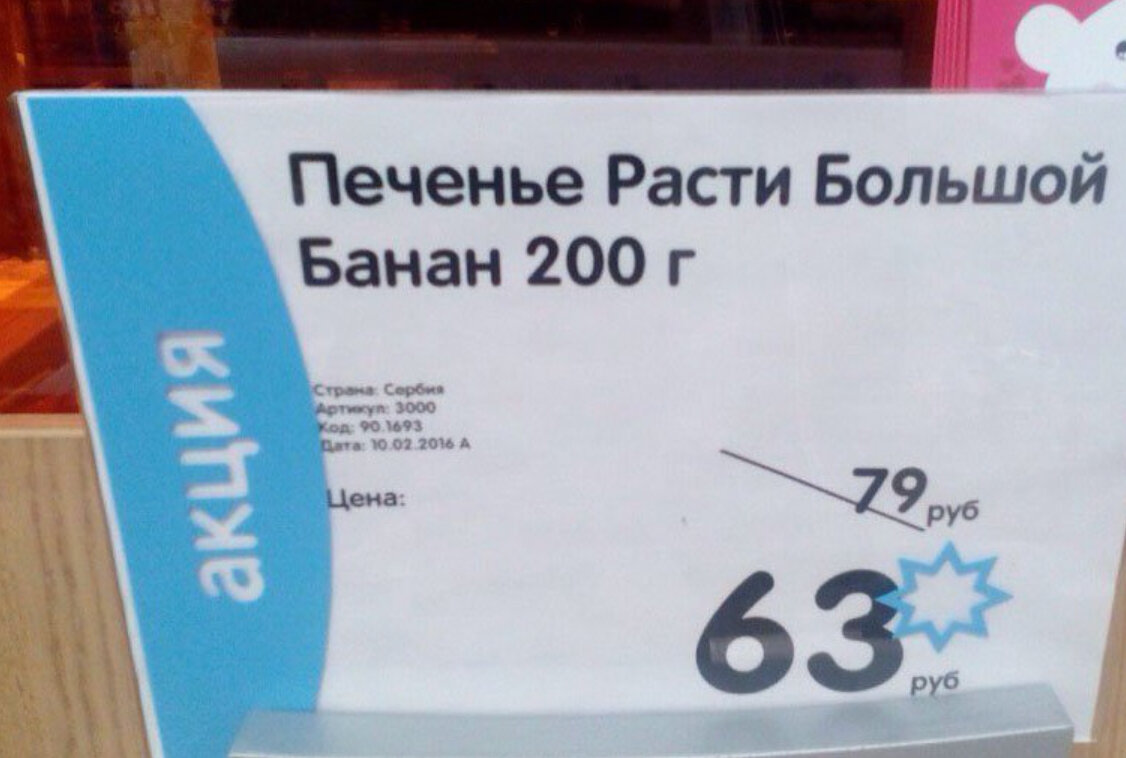 Печенье Расти Большой
Банан 200 г
акция
Страна: Сербия
Артикул: 3000
Код: 90.1693
Дата: 10.02.2016 А
Цена:
79 руб
63 руб